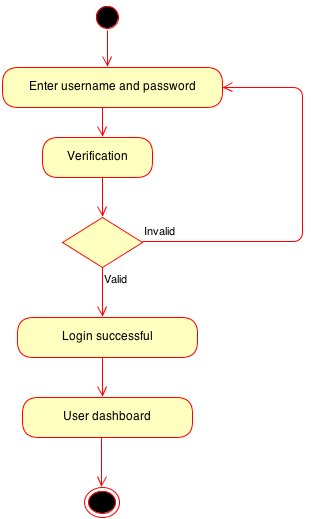 Enter username and password
Verification
Invalid
Valid
Login successful
User dashboard